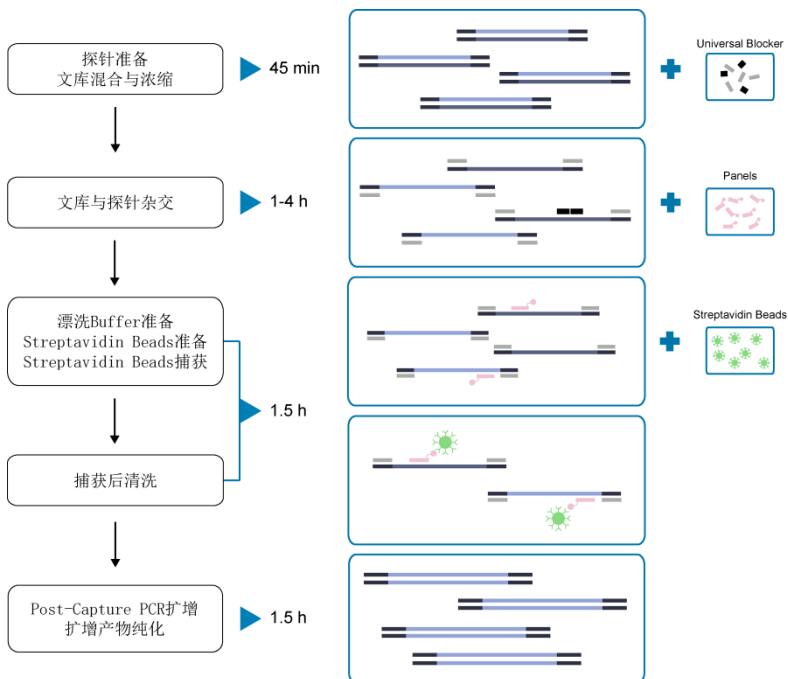 探针准备
文库混合与浓缩
45 min
Universal Blocker
文库与探针杂交
1-4 h
Panels
漂洗Buffer准备
Streptavidin Beads准备
Streptavidin Beads捕获
Streptavidin Beads
1.5 h
捕获后清洗
Post-Capture PCR扩增
扩增产物纯化
1.5 h